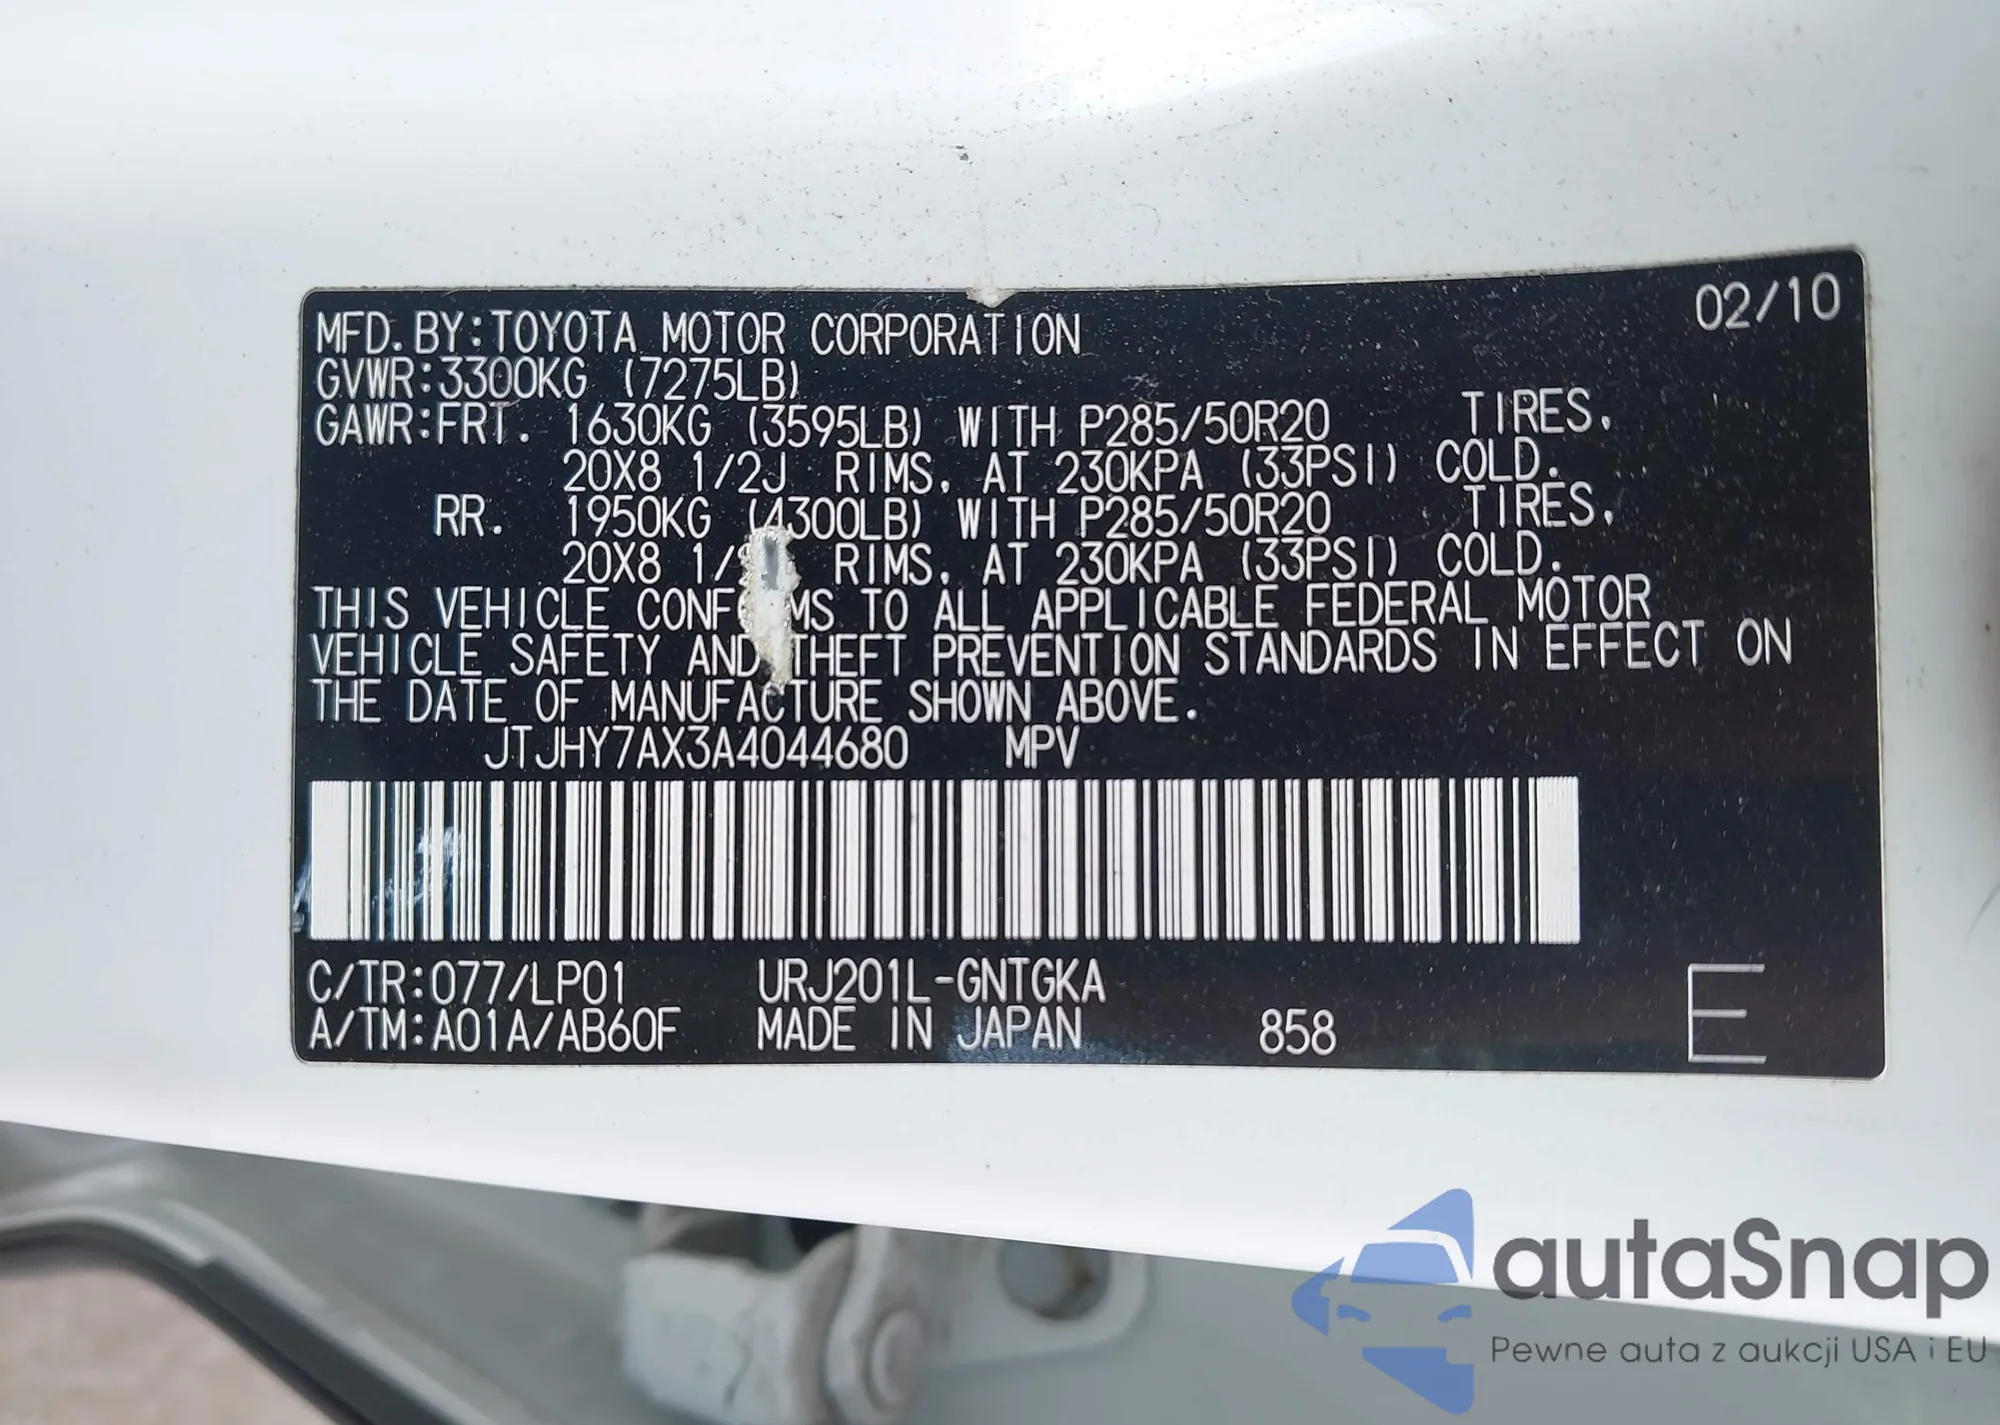 02/10
MFD.BY:TOYOTA MOTOR CORPORATION
GVWR:3300KG (7275LB)
GAWR:FRT. 1630KG (3595LB) WITH P285/50R20 TIRES,
20X8 1/2J RIMS, AT 230KPA (33PSI) COLD.
RR. 1950KG (4300LB) WITH P285/50R20 TIRES,
20X8 1/ RIMS, AT 230KPA (33PSI) COLD.
THIS VEHICLE CONFORMS TO ALL APPLICABLE FEDERAL MOTOR
VEHICLE SAFETY AND THEFT PREVENTION STANDARDS IN EFFECT ON
THE DATE OF MANUFACTURE SHOWN ABOVE.
JTJHY7AX3A4044680 MPV
C/TR:077/LP01 URJ201L-GNTGKA
A/TM:A01A/AB60F MADE IN JAPAN 858 E
autaSnap
Pewne auta z aukcji USA i EU